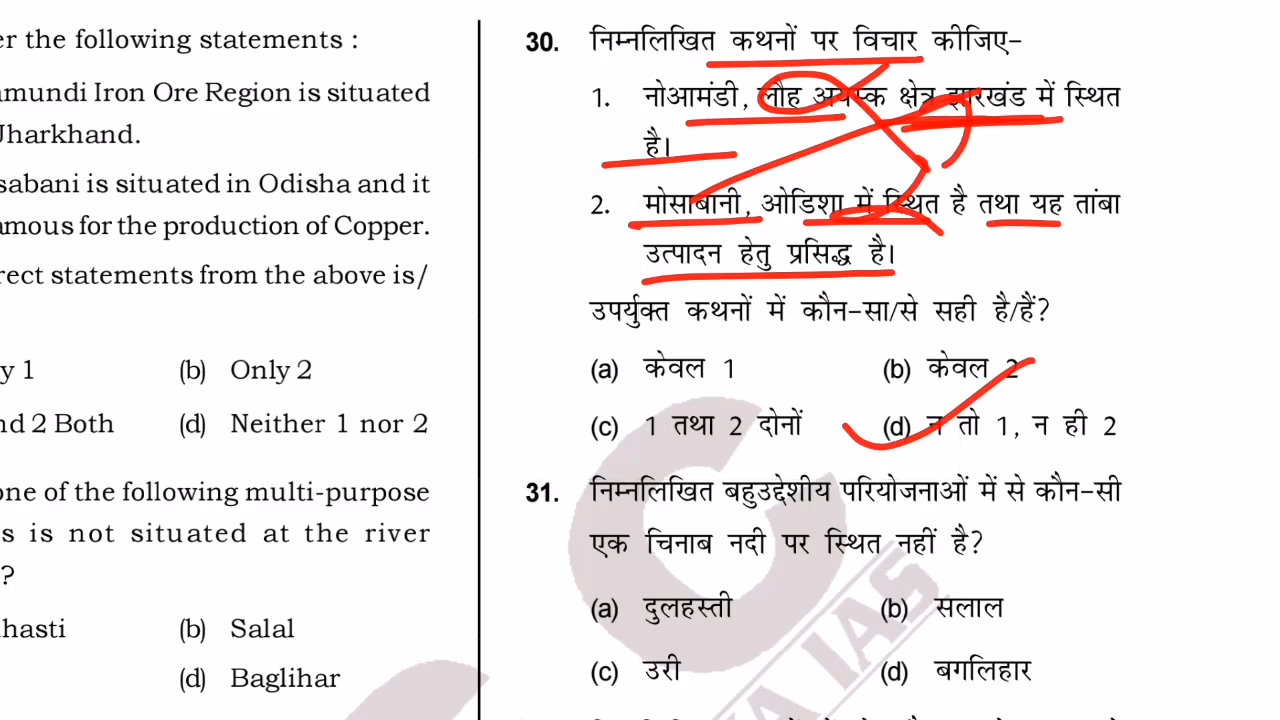 er the following statements :
amundi Iron Ore Region is situated
Jharkhand.
sabani is situated in Odisha and it
amous for the production of Copper.
rect statements from the above is/
y 1 (b) Only 2
nd 2 Both (d) Neither 1 nor 2
one of the following multi-purpose
s is not situated at the river
?
hasti (b) Salal
(d) Baglihar
30. निम्नलिखित कथनों पर विचार कीजिए–
1. नोआमंडी, लौह अयस्क क्षेत्र झारखंड में स्थित
है।
2. मोसाबानी, ओडिशा में स्थित है तथा यह तांबा
उत्पादन हेतु प्रसिद्ध है।
उपर्युक्त कथनों में कौन-सा/से सही है/हैं?
(a) केवल 1 (b) केवल 2
(c) 1 तथा 2 दोनों (d) न तो 1, न ही 2
31. निम्नलिखित बहुउद्देशीय परियोजनाओं में से कौन-सी
एक चिनाब नदी पर स्थित नहीं है?
(a) दुलहस्ती (b) सलाल
(c) उरी (d) बगलिहार
IAS